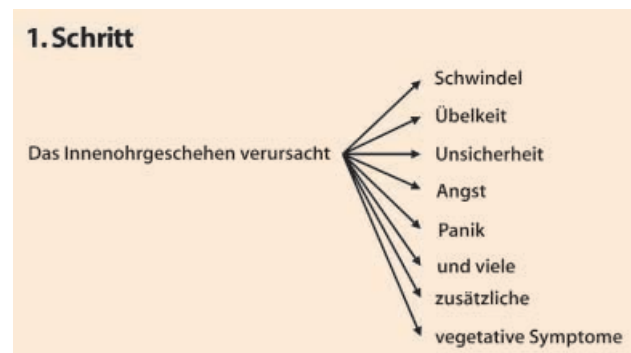 1. Schritt
Das Innenohrgeschehen verursacht
Schwindel
Übelkeit
Unsicherheit
Angst
Panik
und viele
zusätzliche
vegetative Symptome